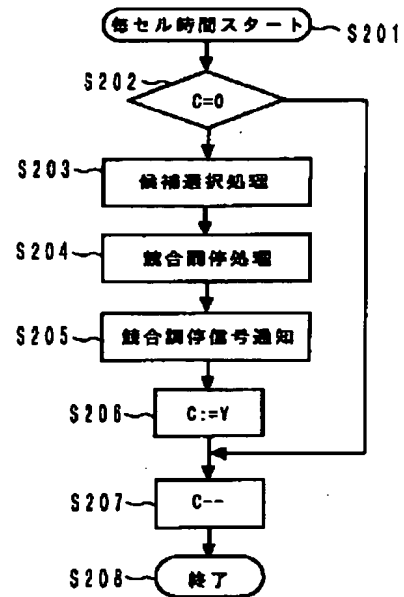 毎セル時間スタート
S201
S202
C=0
S203
候補選択処理
S204
競合調停処理
S205
競合調停信号通知
S206
C:=Y
S207
C--
S208
終了